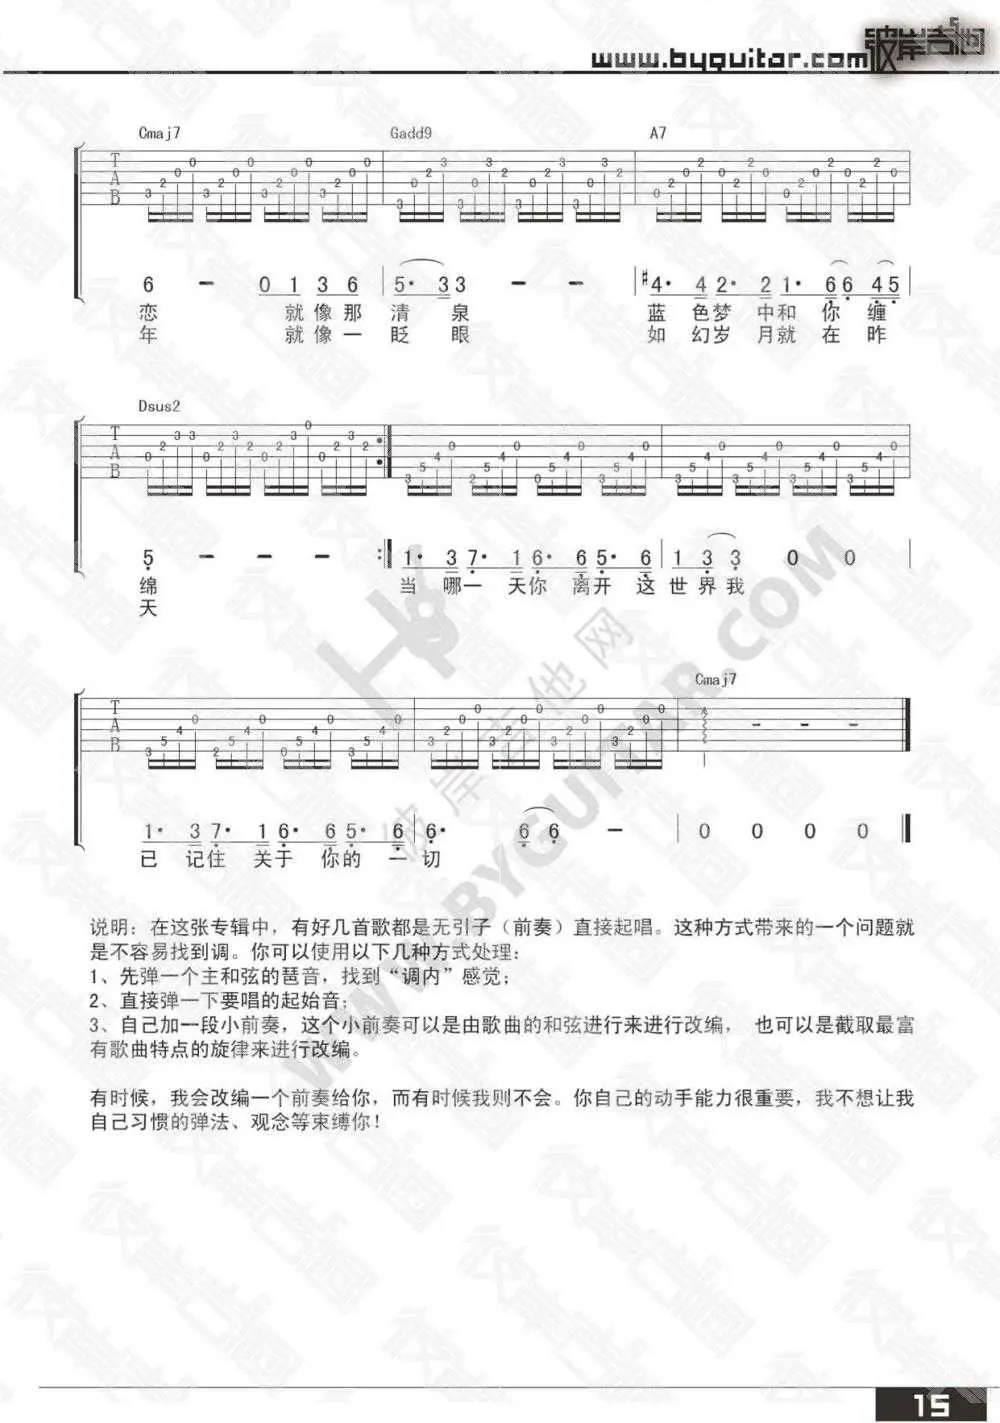 www.byguitar.com 彼岸吉他
Cmaj7 Gadd9 A7
T
A
B
6 - 0 1 3 6 5· 3 3 - - #4· 4 2· 2 1· 6 6 4 5
恋 就 像 那 清 泉 蓝 色 梦 中 和 你 缠
年 就 像 一 眨 眼 如 幻 岁 月 就 在 昨
Dsus2
T
A
B
5 - - - 1· 3 7· 1 6· 6 5· 6 1 3 3 0 0
绵 当 哪 一 天 你 离 开 这 世 界 我
天
Cmaj7
T
A
B
1· 3 7· 1 6· 6 5· 6 6· 6 6 - 0 0 0 0
已 记 住 关 于 你 的 一 切
说明：在这张专辑中，有好几首歌都是无引子（前奏）直接起唱。这种方式带来的一个问题就
是不容易找到调。你可以使用以下几种方式处理：
1、先弹一个主和弦的琶音，找到“调内”感觉；
2、直接弹一下要唱的起始音；
3、自己加一段小前奏，这个小前奏可以是由歌曲的和弦进行来进行改编， 也可以是截取最富
有歌曲特点的旋律来进行改编。
有时候，我会改编一个前奏给你，而有时候我则不会。你自己的动手能力很重要，我不想让我
自己习惯的弹法、观念等束缚你！
彼岸吉他网
WWW.BYGUITAR.COM
15